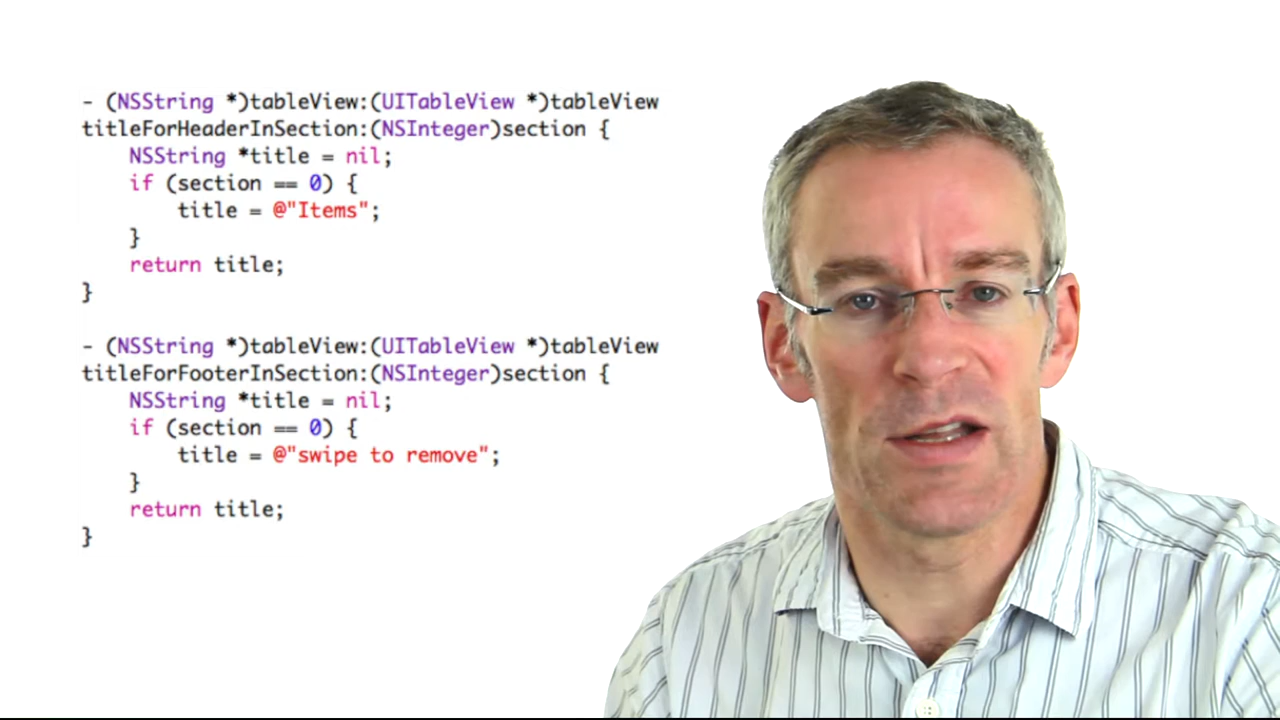 - (NSString *)tableView:(UITableView *)tableView
titleForHeaderInSection:(NSInteger)section {
    NSString *title = nil;
    if (section == 0) {
        title = @"Items";
    }
    return title;
}

- (NSString *)tableView:(UITableView *)tableView
titleForFooterInSection:(NSInteger)section {
    NSString *title = nil;
    if (section == 0) {
        title = @"swipe to remove";
    }
    return title;
}